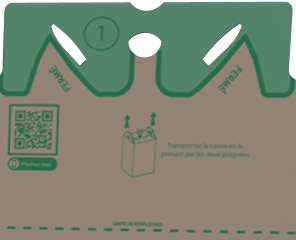 1
FERMÉ
FERMÉ
Transportez la caisse en la
prenant par les deux poignées
LIMITE DE REMPLISSAGE